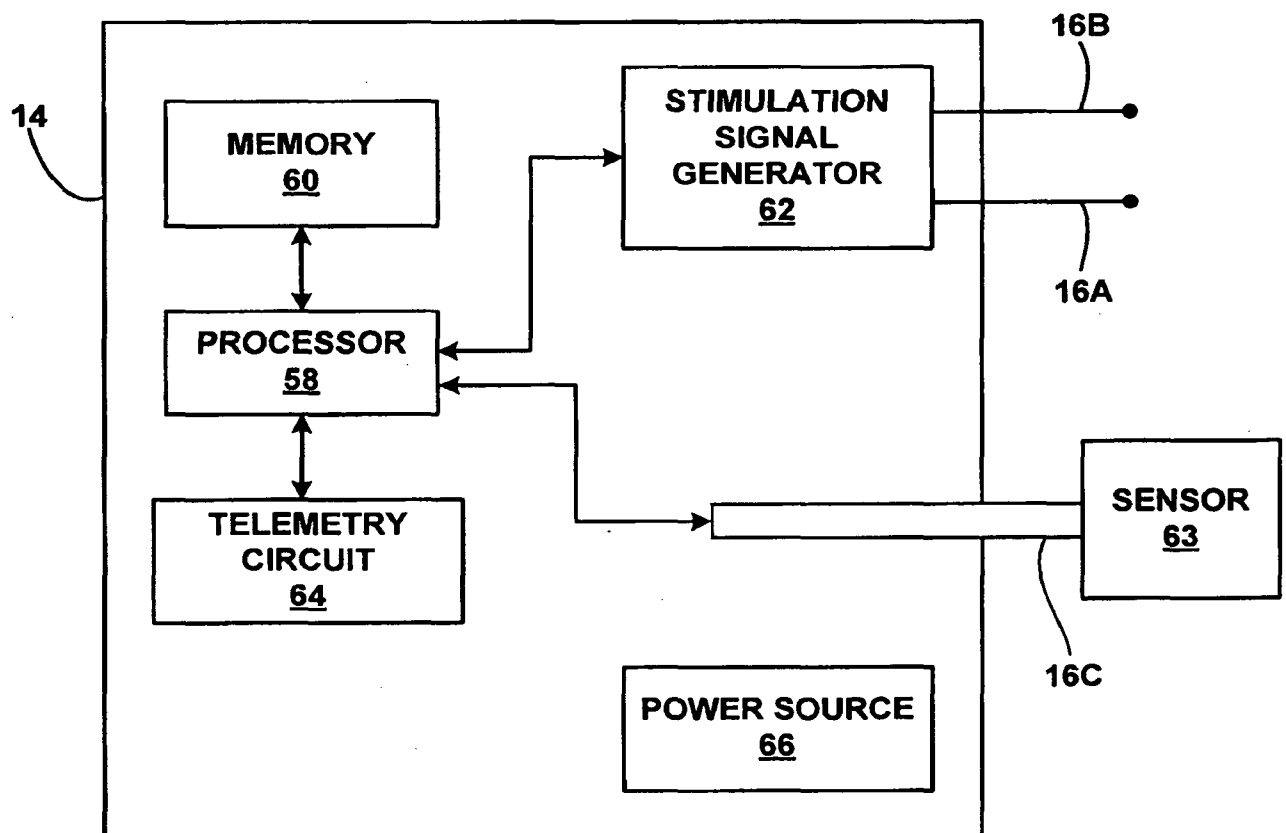 16B
14
MEMORY
60
STIMULATION
SIGNAL
GENERATOR
62
16A
PROCESSOR
58
TELEMETRY
CIRCUIT
64
SENSOR
63
16C
POWER SOURCE
66